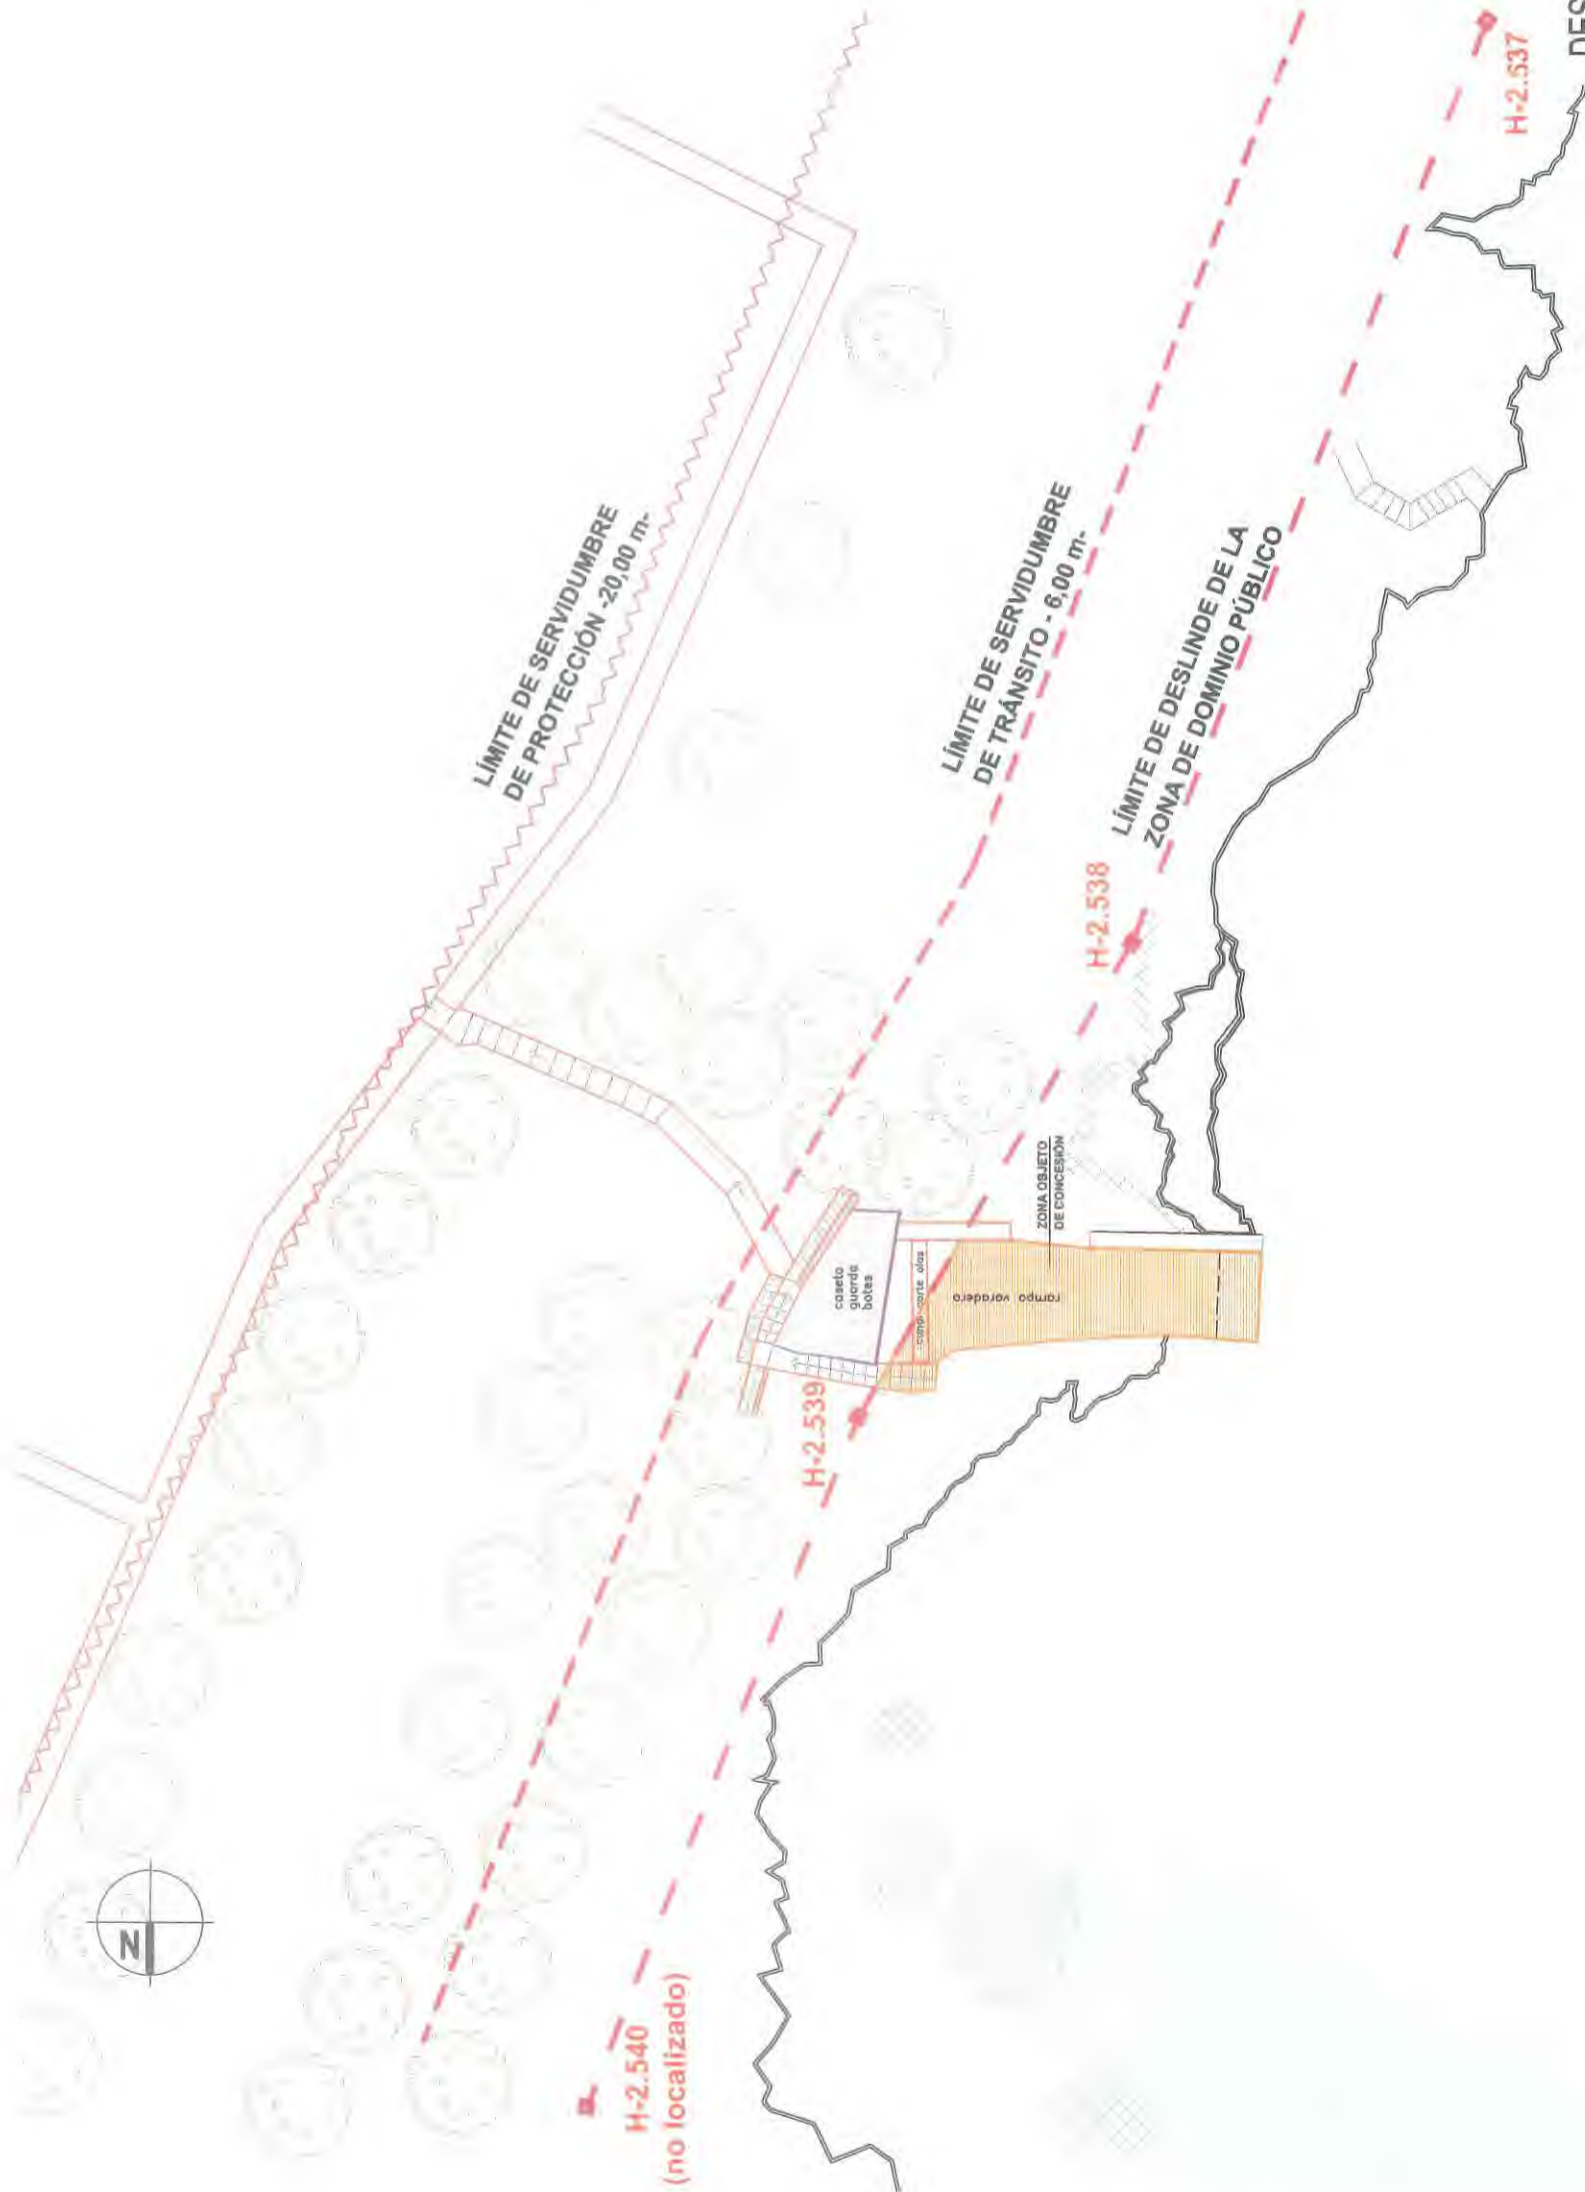 DES
H-2.637
LÍMITE DE SERVIDUMBRE
DE PROTECCIÓN -20,00 m-
LÍMITE DE SERVIDUMBRE
DE TRÁNSITO - 6,00 m-
LÍMITE DE DESLINDE DE LA
ZONA DE DOMINIO PÚBLICO
H-2.538
ZONA OBJETO
DE CONCESIÓN
caseta
guarda
botes
corte olas
rampa varadero
H-2.539
N
H-2.540
(no localizado)